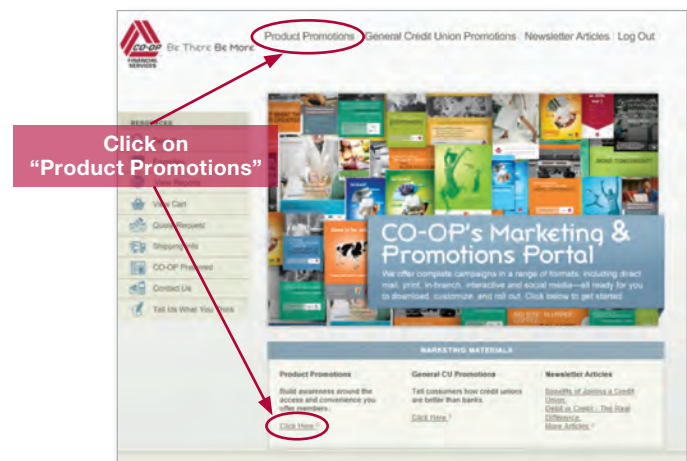 CO-OP
FINANCIAL
SERVICES
Be There Be More
Product Promotions General Credit Union Promotions Newsletter Articles Log Out
RESOURCES
Click on
“Product Promotions”
View Reports
View Cart
Quote Request
Shipping Info
CO-OP Preferred
Contact Us
Tell Us What You Think
CO-OP's Marketing &
Promotions Portal
We offer complete campaigns in a range of formats, including direct
mail, print, in-branch, interactive and social media—all ready for you
to download, customize, and roll out. Click below to get started
MARKETING MATERIALS
Product Promotions
Build awareness around the
access and convenience you
offer members.
Click Here
General CU Promotions
Tell consumers how credit unions
are better than banks.
Click Here
Newsletter Articles
Benefits of Joining a Credit
Union
Debit or Credit - The Real
Difference
More Articles